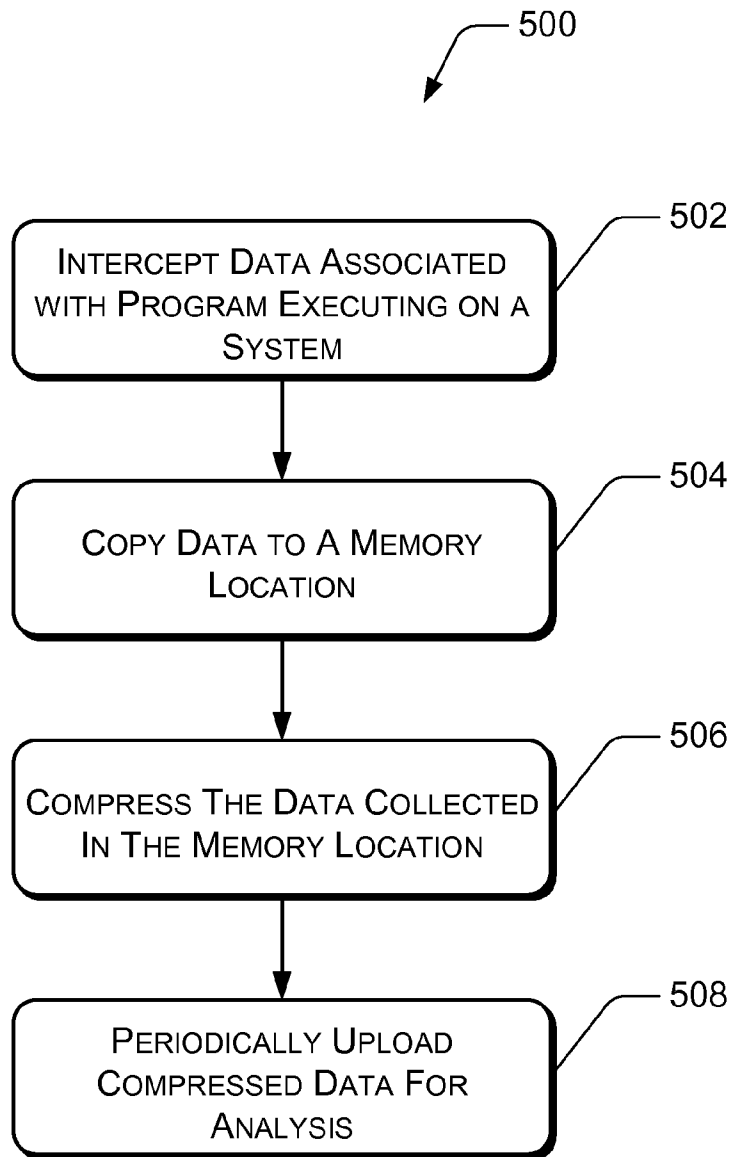 500
502
INTERCEPT DATA ASSOCIATED
WITH PROGRAM EXECUTING ON A
SYSTEM
504
COPY DATA TO A MEMORY
LOCATION
506
COMPRESS THE DATA COLLECTED
IN THE MEMORY LOCATION
508
PERIODICALLY UPLOAD
COMPRESSED DATA FOR
ANALYSIS